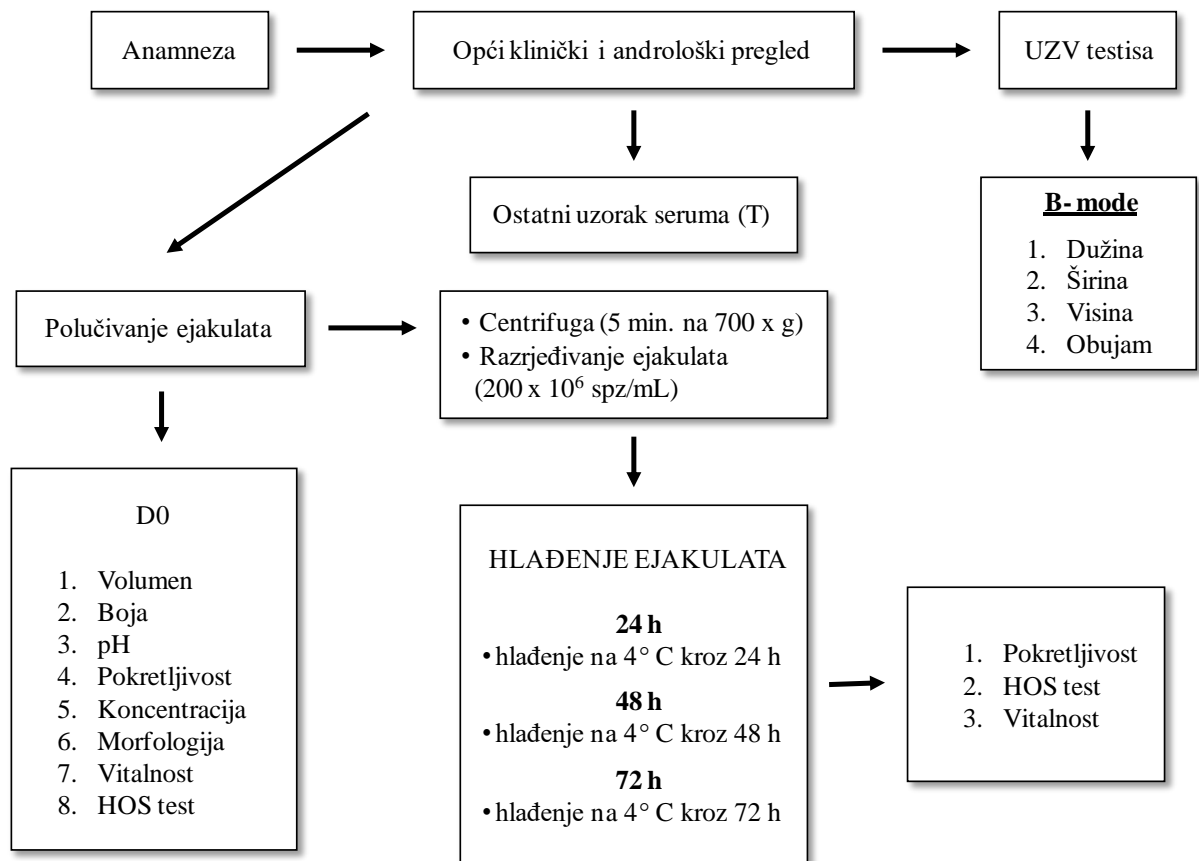 Anamneza
Opći klinički i androloški pregled
UZV testisa
Ostatni uzorak seruma (T)
B- mode
1. Dužina
2. Širina
3. Visina
4. Obujam
Polučivanje ejakulata
• Centrifuga (5 min. na 700 x g)
• Razrjeđivanje ejakulata
(200 x 10⁶ spz/mL)
D0
1. Volumen
2. Boja
3. pH
4. Pokretljivost
5. Koncentracija
6. Morfologija
7. Vitalnost
8. HOS test
HLAĐENJE EJAKULATA
24 h
• hlađenje na 4° C kroz 24 h
48 h
• hlađenje na 4° C kroz 48 h
72 h
• hlađenje na 4° C kroz 72 h
1. Pokretljivost
2. HOS test
3. Vitalnost